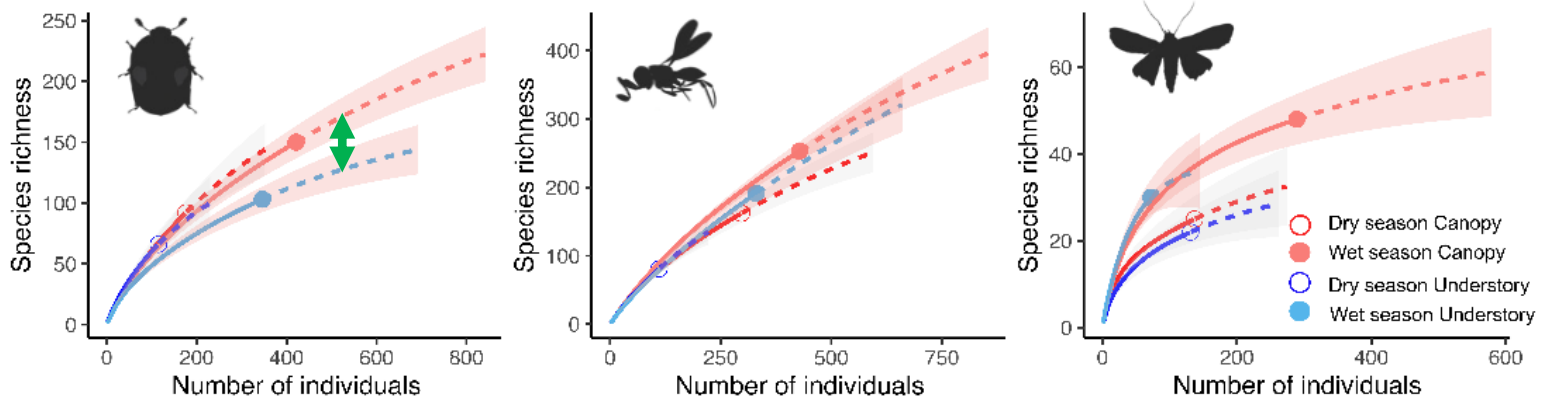 Species richness
250
200
150
100
50
0
0
200
400
600
800
Number of individuals
Species richness
400
300
200
100
0
0
250
500
750
Number of individuals
Species richness
60
40
20
0
0
200
400
600
Number of individuals
Dry season Canopy
Wet season Canopy
Dry season Understory
Wet season Understory